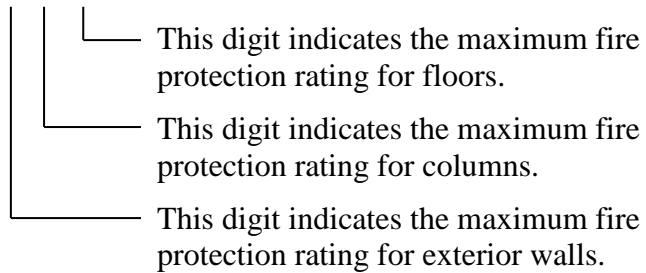 This digit indicates the maximum fire
protection rating for floors.
This digit indicates the maximum fire
protection rating for columns.
This digit indicates the maximum fire
protection rating for exterior walls.